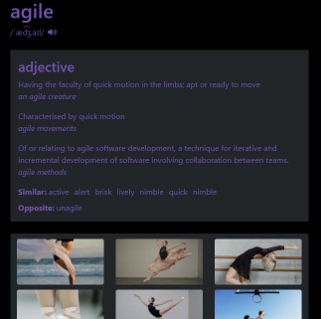 agile
/ˈæd͡ʒ.aɪl/
adjective
Having the faculty of quick motion in the limbs; apt or ready to move
an agile creature
Characterised by quick motion
agile movements
Of or relating to agile software development, a technique for iterative and
incremental development of software involving collaboration between teams.
agile methods
Similar: active alert brisk lively nimble quick nimble
Opposite: unagile